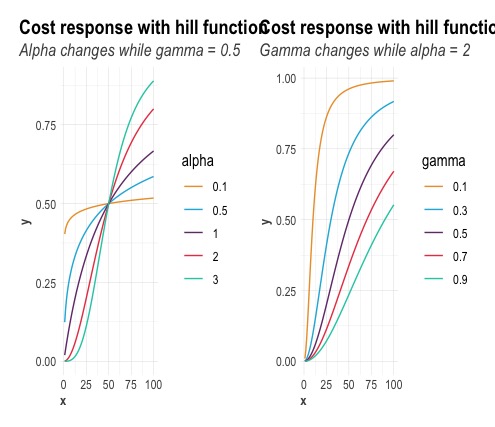 Cost response with hill function
Alpha changes while gamma = 0.5
y
0.75
0.50
0.25
0.00
0 25 50 75 100
x
alpha
0.1
0.5
1
2
3
Cost response with hill functio
Gamma changes while alpha = 2
y
1.00
0.75
0.50
0.25
0.00
0 25 50 75 100
x
gamma
0.1
0.3
0.5
0.7
0.9